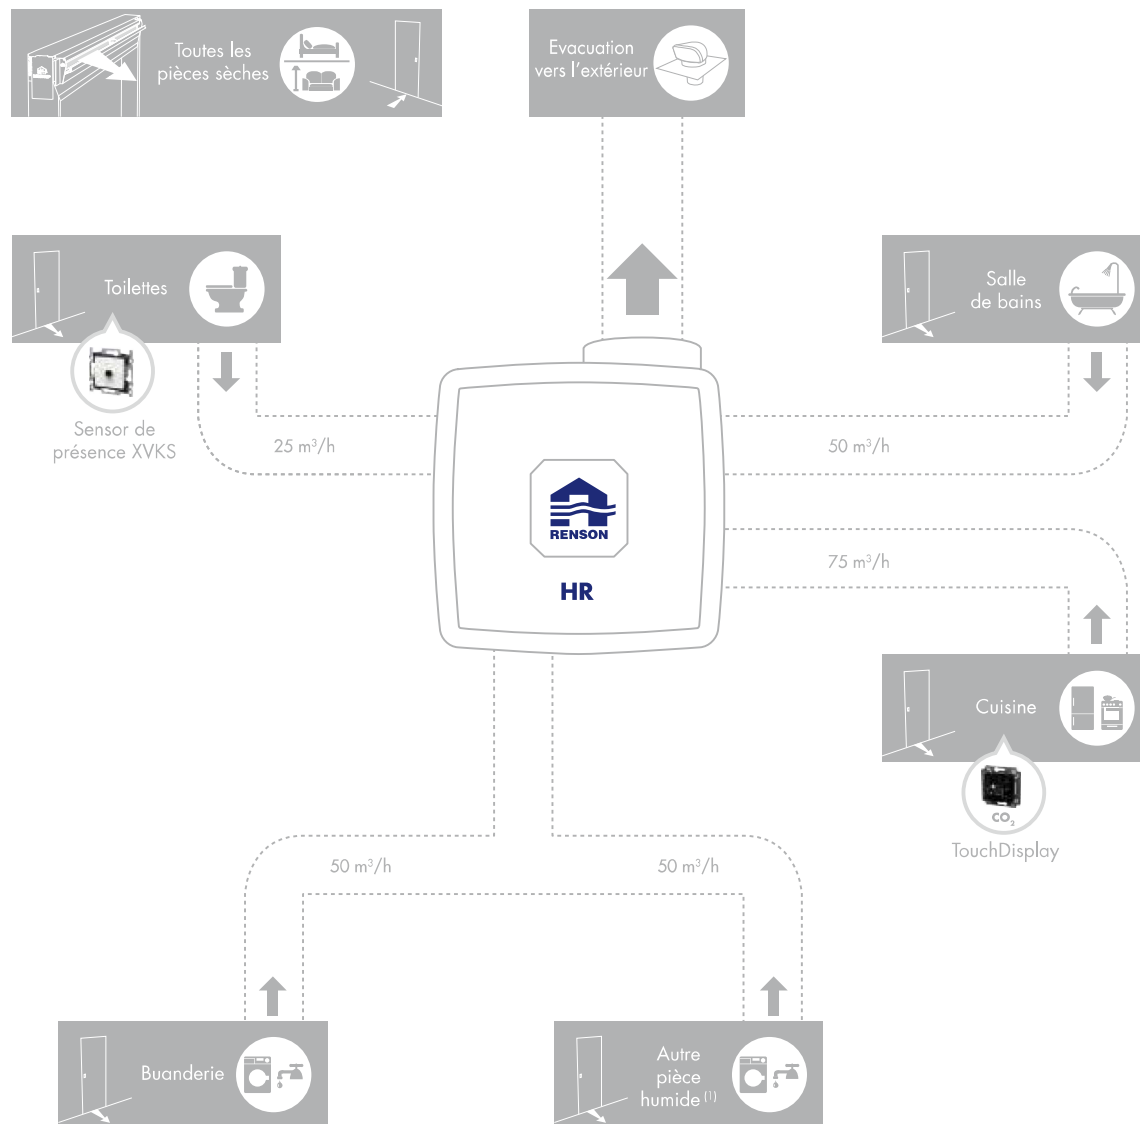 Toutes les
pièces sèches
Evacuation
vers l'extérieur
Toilettes
Salle
de bains
Sensor de
présence XVKS
25 m³/h
50 m³/h
RENSON
HR
75 m³/h
Cuisine
CO₂
TouchDisplay
50 m³/h
50 m³/h
Buanderie
Autre
pièce
humide (1)